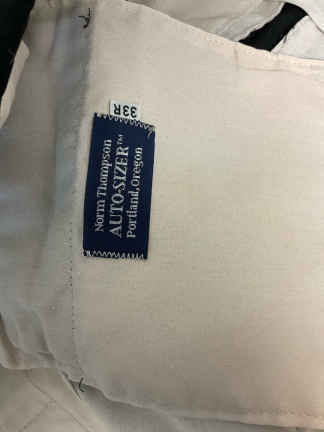 Norm Thompson
AUTO-SIZER™
Portland, Oregon
33R